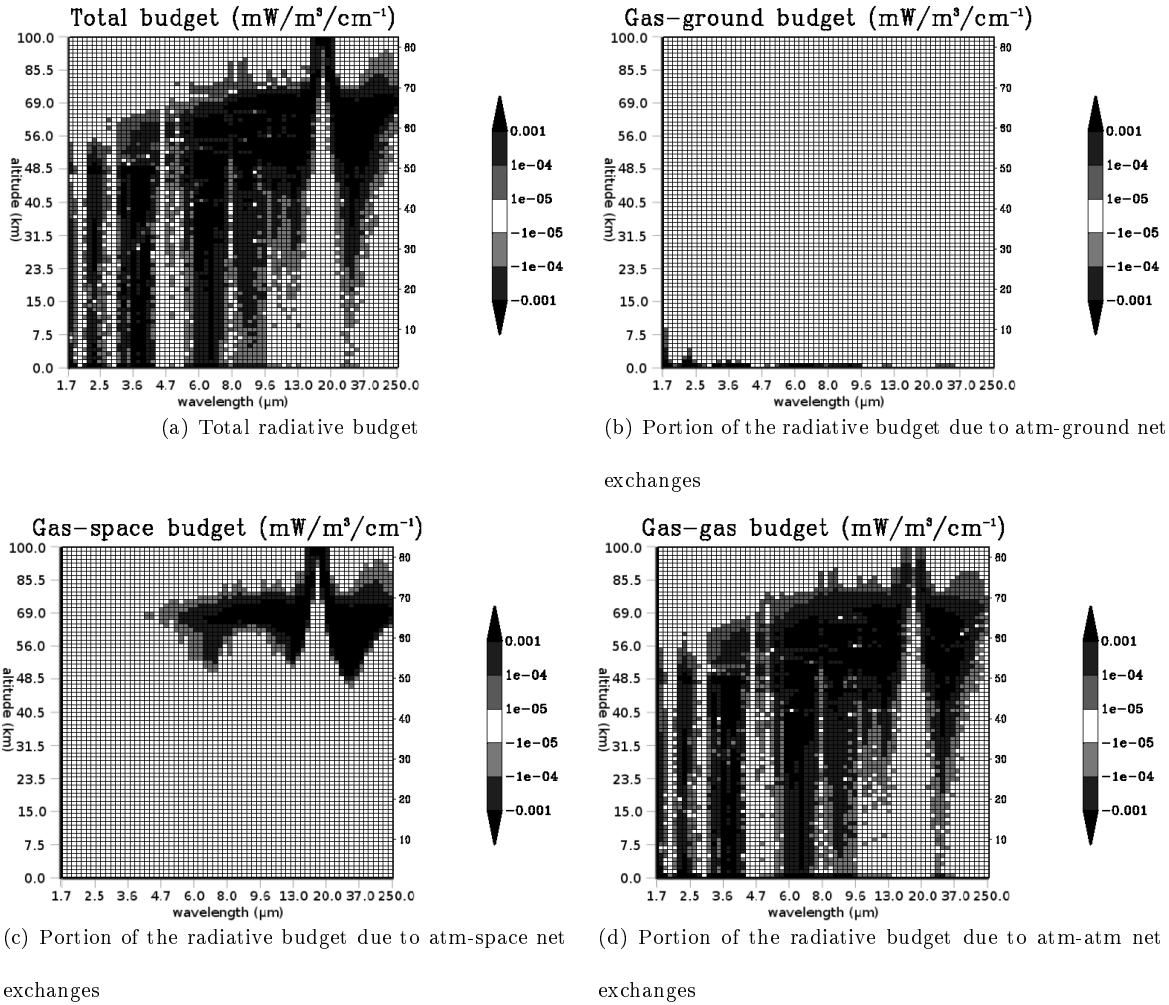 Total budget (mW/m³/cm⁻¹)
100.0
85.5
69.0
56.0
48.5
40.5
31.5
23.5
15.0
7.5
0.0
altitude (km)
80
70
60
50
40
30
20
10
1.7 2.5 3.6 4.7 6.0 8.0 9.6 13.0 20.0 37.0 250.0
wavelength (μm)
0.001
1e−04
1e−05
−1e−05
−1e−04
−0.001
(a) Total radiative budget
Gas−ground budget (mW/m³/cm⁻¹)
100.0
85.5
69.0
56.0
48.5
40.5
31.5
23.5
15.0
7.5
0.0
altitude (km)
80
70
60
50
40
30
20
10
1.7 2.5 3.6 4.7 6.0 8.0 9.6 13.0 20.0 37.0 250.0
wavelength (μm)
0.001
1e−04
1e−05
−1e−05
−1e−04
−0.001
(b) Portion of the radiative budget due to atm-ground net
exchanges
Gas−space budget (mW/m³/cm⁻¹)
100.0
85.5
69.0
56.0
48.5
40.5
31.5
23.5
15.0
7.5
0.0
altitude (km)
80
70
60
50
40
30
20
10
1.7 2.5 3.6 4.7 6.0 8.0 9.6 13.0 20.0 37.0 250.0
wavelength (μm)
0.001
1e−04
1e−05
−1e−05
−1e−04
−0.001
(c) Portion of the radiative budget due to atm-space net
exchanges
Gas−gas budget (mW/m³/cm⁻¹)
100.0
85.5
69.0
56.0
48.5
40.5
31.5
23.5
15.0
7.5
0.0
altitude (km)
80
70
60
50
40
30
20
10
1.7 2.5 3.6 4.7 6.0 8.0 9.6 13.0 20.0 37.0 250.0
wavelength (μm)
0.001
1e−04
1e−05
−1e−05
−1e−04
−0.001
(d) Portion of the radiative budget due to atm-atm net
exchanges